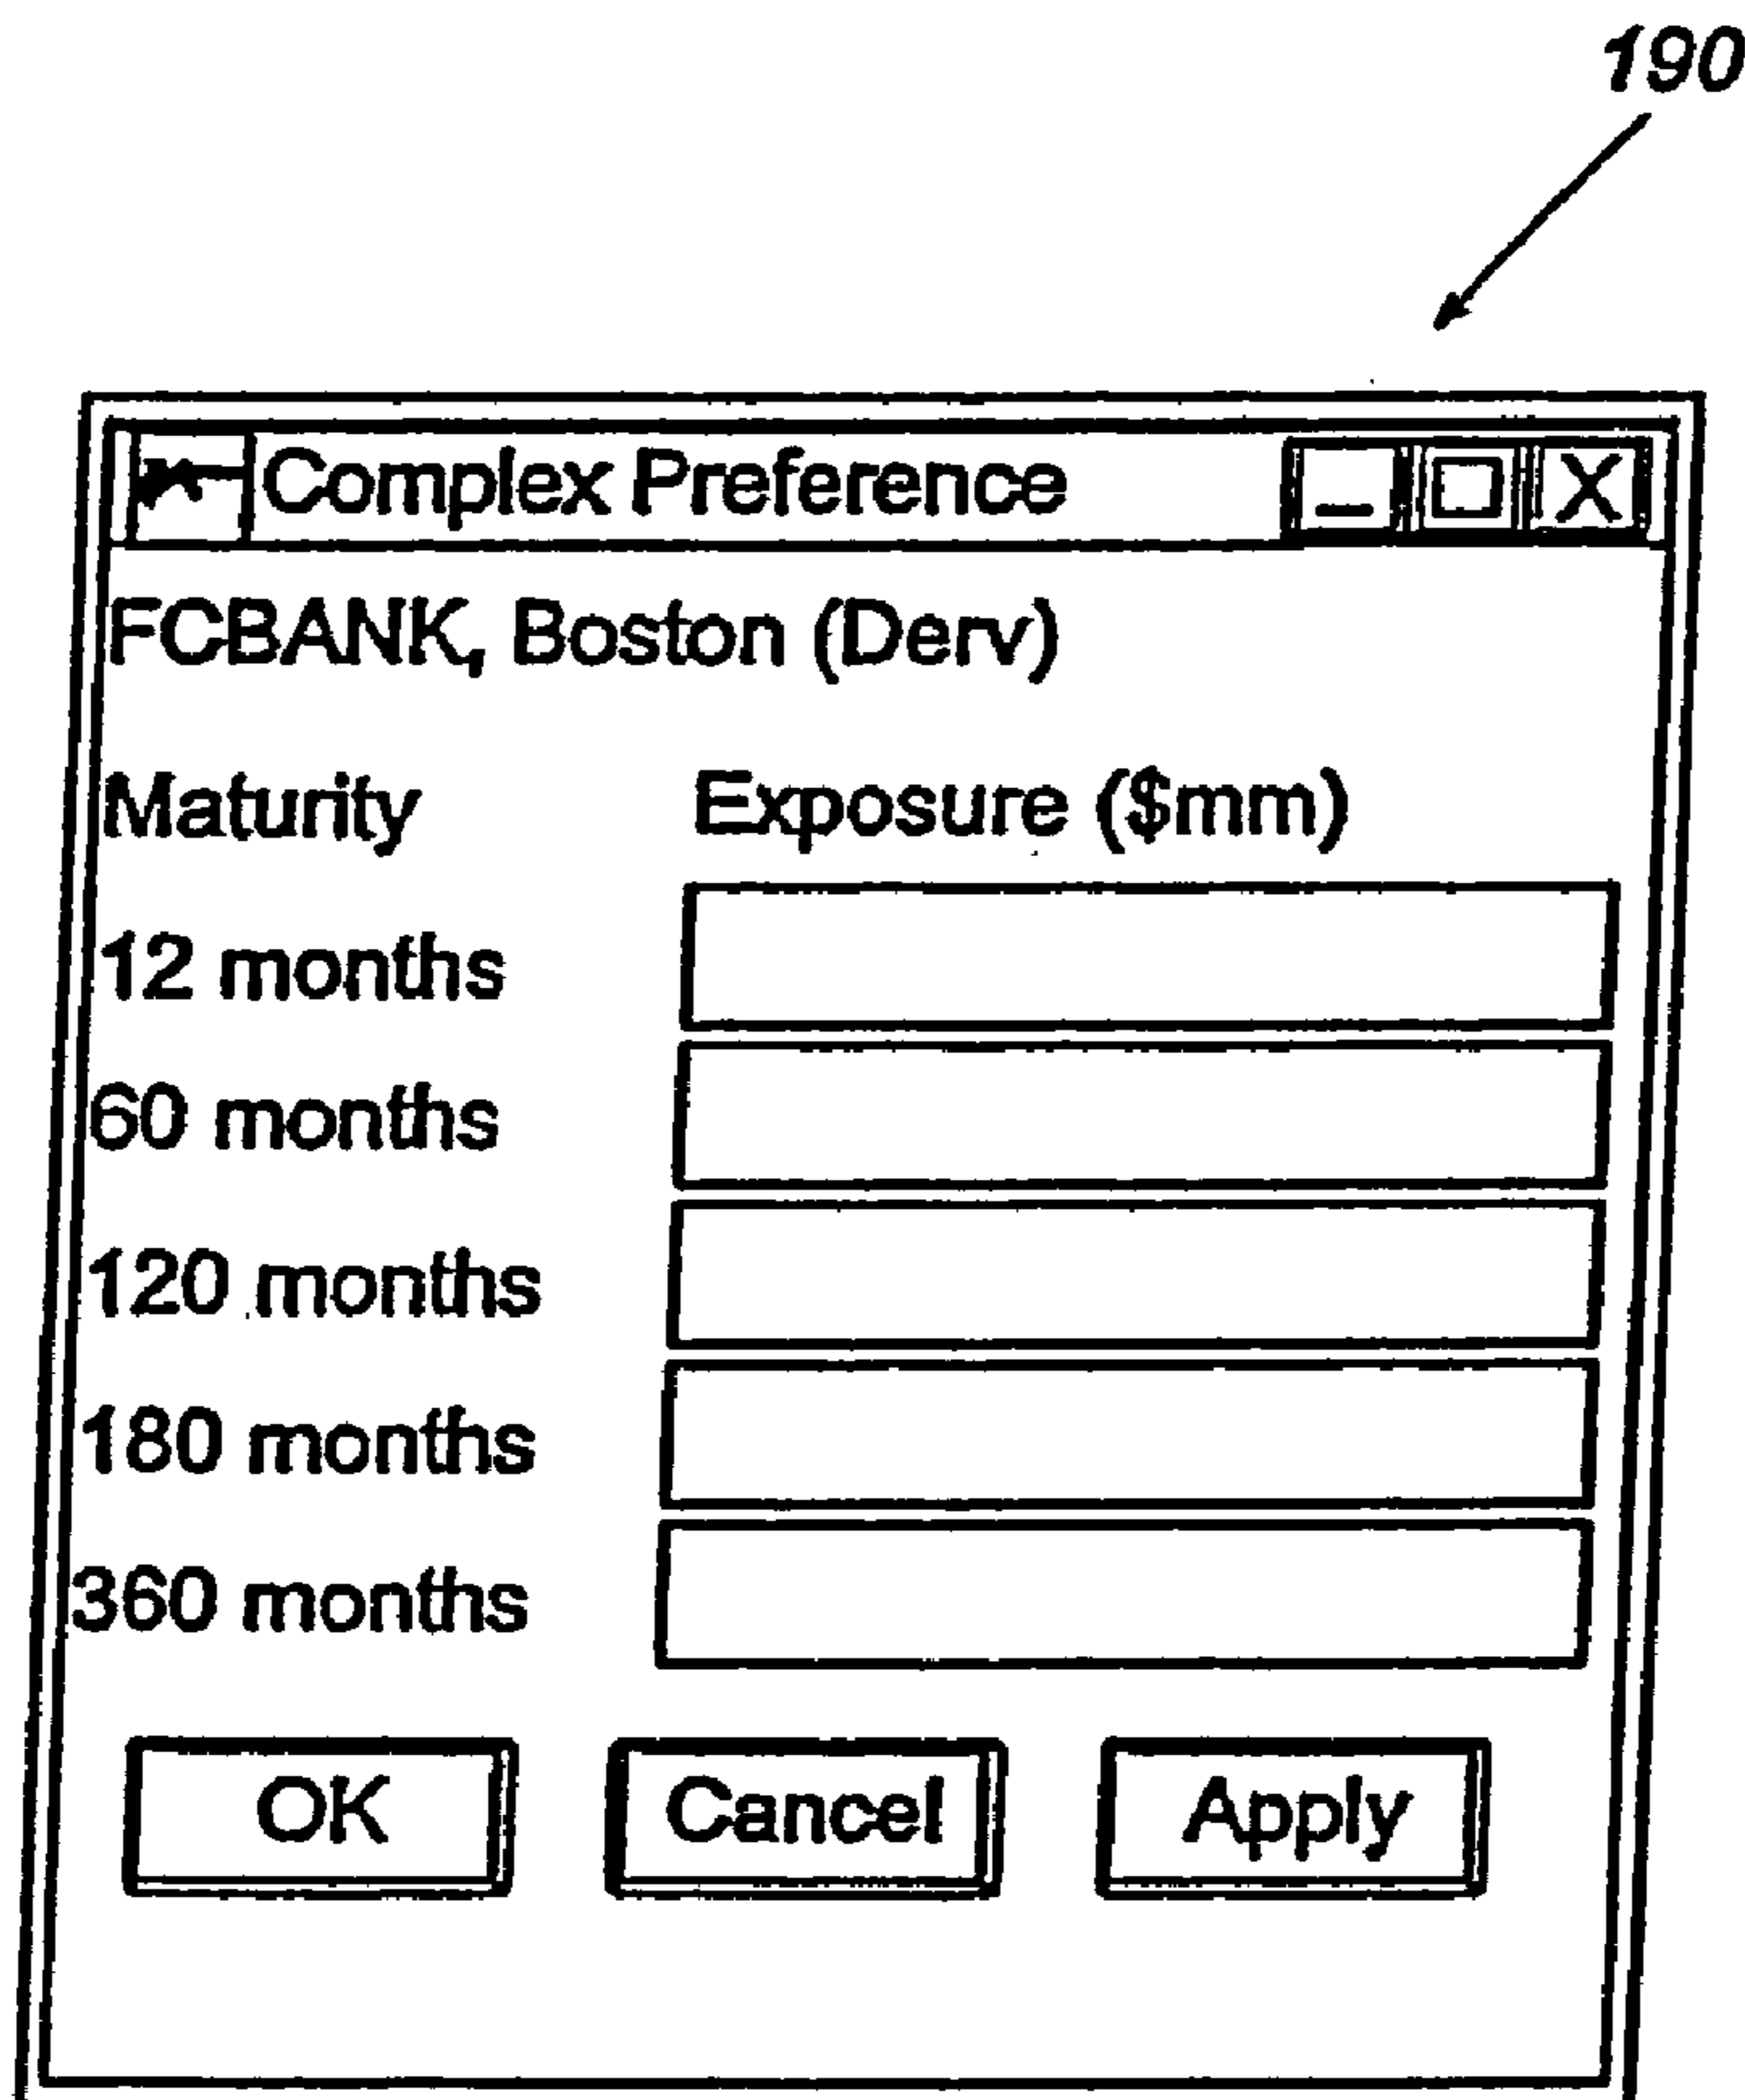 190
Complex Preference
FCBANK, Boston (Derv)
Maturity Exposure ($mm)
12 months
60 months
120 months
180 months
360 months
OK Cancel Apply